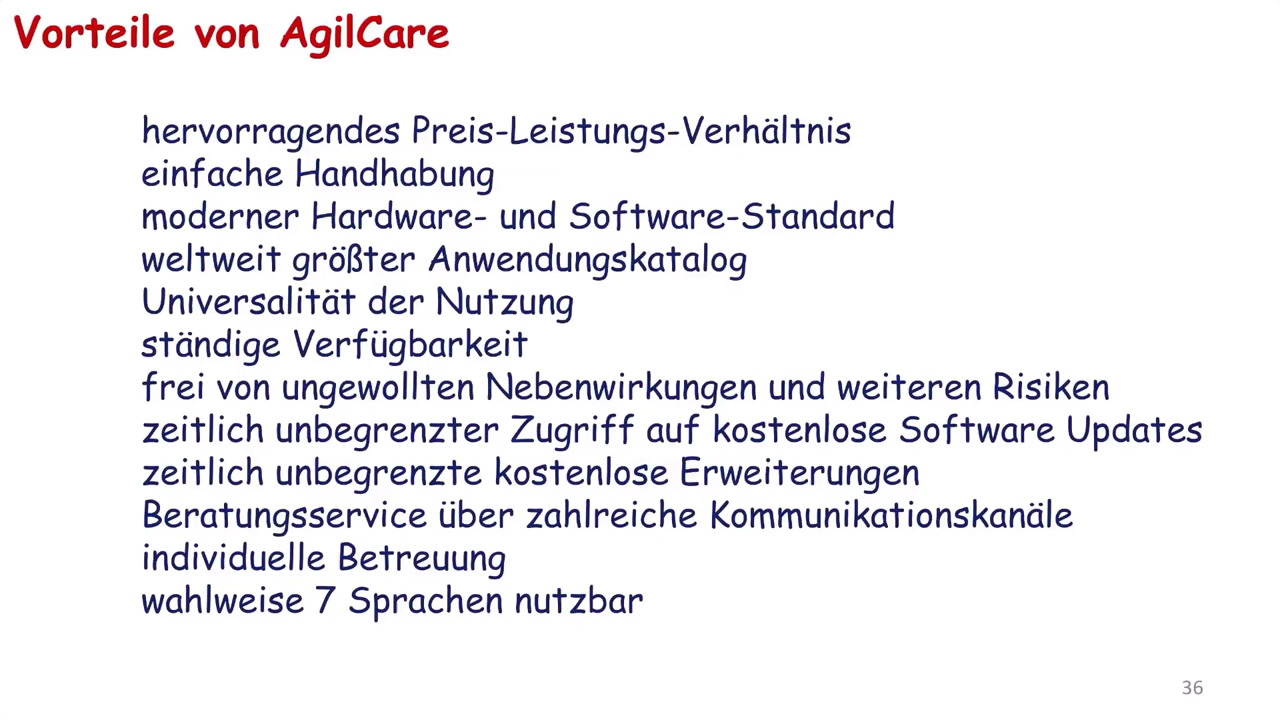 Vorteile von AgilCare
hervorragendes Preis-Leistungs-Verhältnis
einfache Handhabung
moderner Hardware- und Software-Standard
weltweit größter Anwendungskatalog
Universalität der Nutzung
ständige Verfügbarkeit
frei von ungewollten Nebenwirkungen und weiteren Risiken
zeitlich unbegrenzter Zugriff auf kostenlose Software Updates
zeitlich unbegrenzte kostenlose Erweiterungen
Beratungsservice über zahlreiche Kommunikationskanäle
individuelle Betreuung
wahlweise 7 Sprachen nutzbar
36